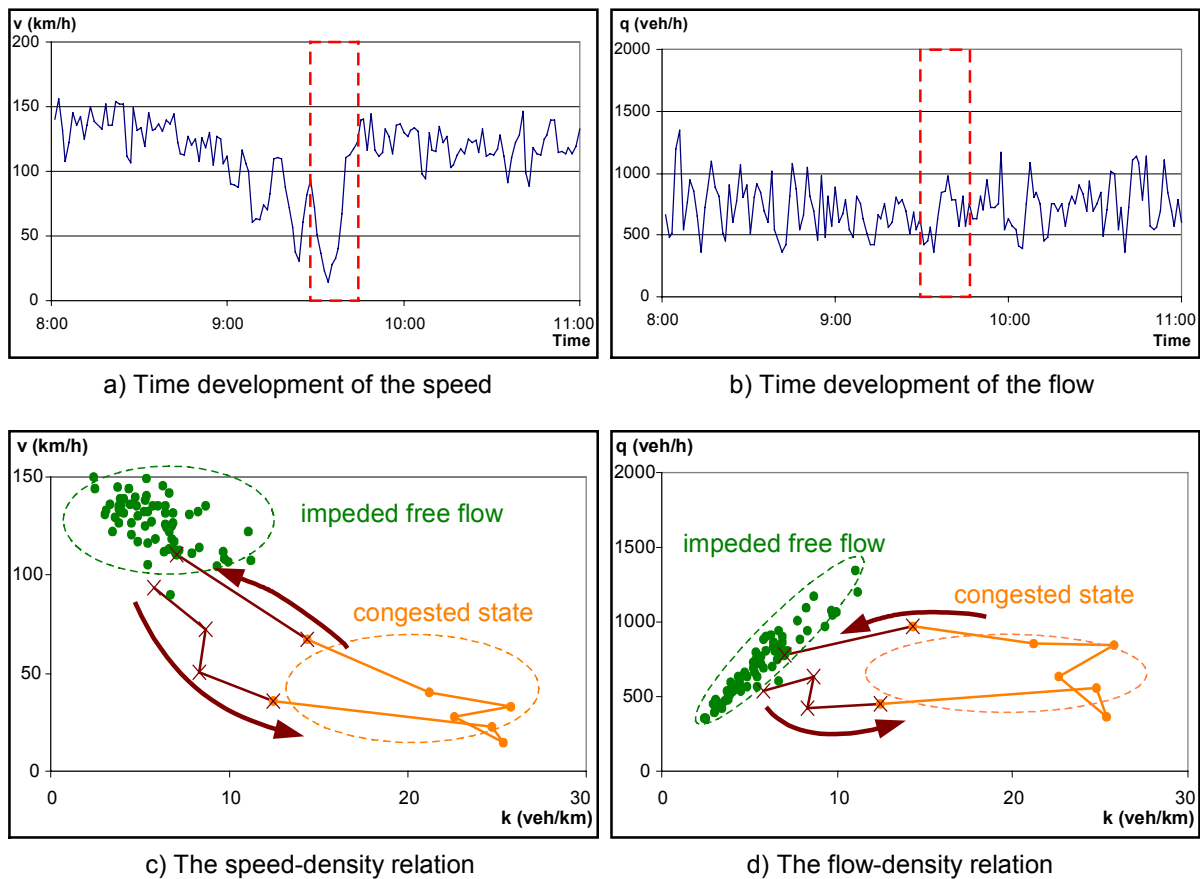 v (km/h)
200
150
100
50
0
8:00
9:00
10:00
11:00
Time
a) Time development of the speed
q (veh/h)
2000
1500
1000
500
0
8:00
9:00
10:00
11:00
Time
b) Time development of the flow
v (km/h)
150
100
50
0
impeded free flow
congested state
0
10
20
30
k (veh/km)
c) The speed-density relation
q (veh/h)
2000
1500
1000
500
0
impeded free flow
congested state
0
10
20
30
k (veh/km)
d) The flow-density relation